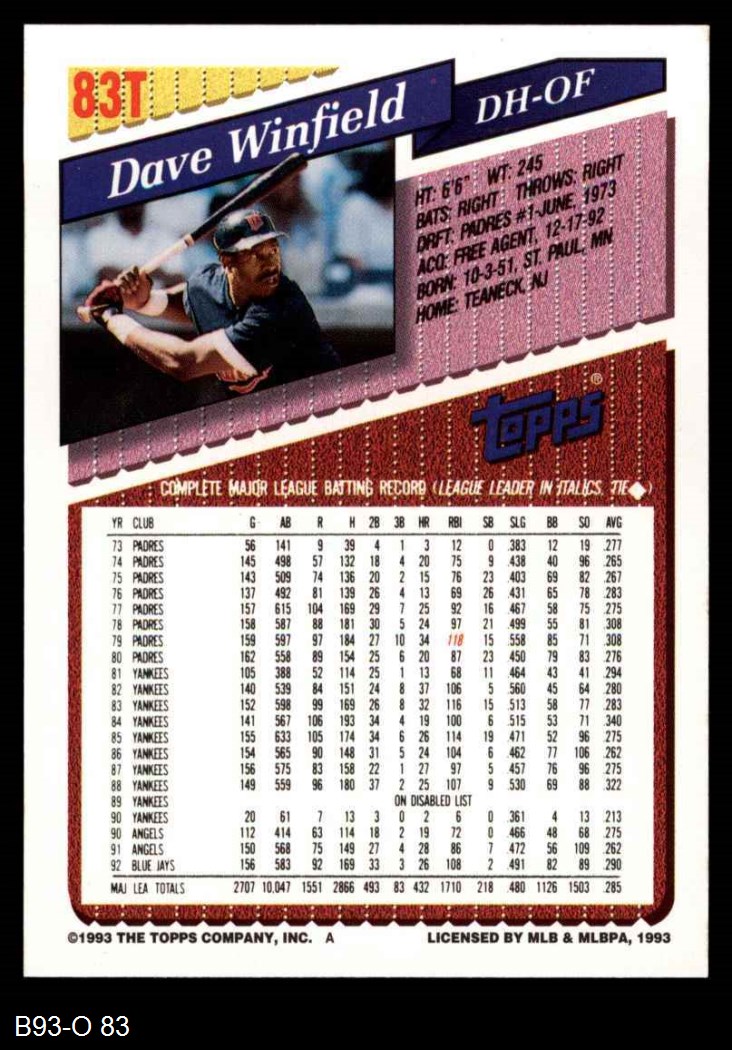 83T
Dave Winfield
DH-OF
HT: 6'6" WT: 245
BATS: RIGHT THROWS: RIGHT
DRFT: PADRES #1-JUNE, 1973
ACQ: FREE AGENT, 12-17-92
BORN: 10-3-51, ST. PAUL, MN
HOME: TEANECK, NJ
topps®
COMPLETE MAJOR LEAGUE BATTING RECORD (LEAGUE LEADER IN ITALICS, TIE◆)
YR CLUB G AB R H 2B 3B HR RBI SB SLG BB SO AVG
73 PADRES 56 141 9 39 4 1 3 12 0 .383 12 19 .277
74 PADRES 145 498 57 132 18 4 20 75 9 .438 40 96 .265
75 PADRES 143 509 74 136 20 2 15 76 23 .403 69 82 .267
76 PADRES 137 492 81 139 26 4 13 69 26 .431 65 78 .283
77 PADRES 157 615 104 169 29 7 25 92 16 .467 58 75 .275
78 PADRES 158 587 88 181 30 5 24 97 21 .499 55 81 .308
79 PADRES 159 597 97 184 27 10 34 118 15 .558 85 71 .308
80 PADRES 162 558 89 154 25 6 20 87 23 .450 79 83 .276
81 YANKEES 105 388 52 114 25 1 13 68 11 .464 43 41 .294
82 YANKEES 140 539 84 151 24 8 37 106 5 .560 45 64 .280
83 YANKEES 152 598 99 169 26 8 32 116 15 .513 58 77 .283
84 YANKEES 141 567 106 193 34 4 19 100 6 .515 53 71 .340
85 YANKEES 155 633 105 174 34 6 26 114 19 .471 52 96 .275
86 YANKEES 154 565 90 148 31 5 24 104 6 .462 77 106 .262
87 YANKEES 156 575 83 158 22 1 27 97 5 .457 76 96 .275
88 YANKEES 149 559 96 180 37 2 25 107 9 .530 69 88 .322
89 YANKEES ON DISABLED LIST
90 YANKEES 20 61 7 13 3 0 2 6 0 .361 4 13 .213
90 ANGELS 112 414 63 114 18 2 19 72 0 .466 48 68 .275
91 ANGELS 150 568 75 149 27 4 28 86 7 .472 56 109 .262
92 BLUE JAYS 156 583 92 169 33 3 26 108 2 .491 82 89 .290
MAJ LEA TOTALS 2707 10,047 1551 2866 493 83 432 1710 218 .480 1126 1503 .285
©1993 THE TOPPS COMPANY, INC. A LICENSED BY MLB & MLBPA, 1993
B93-O 83